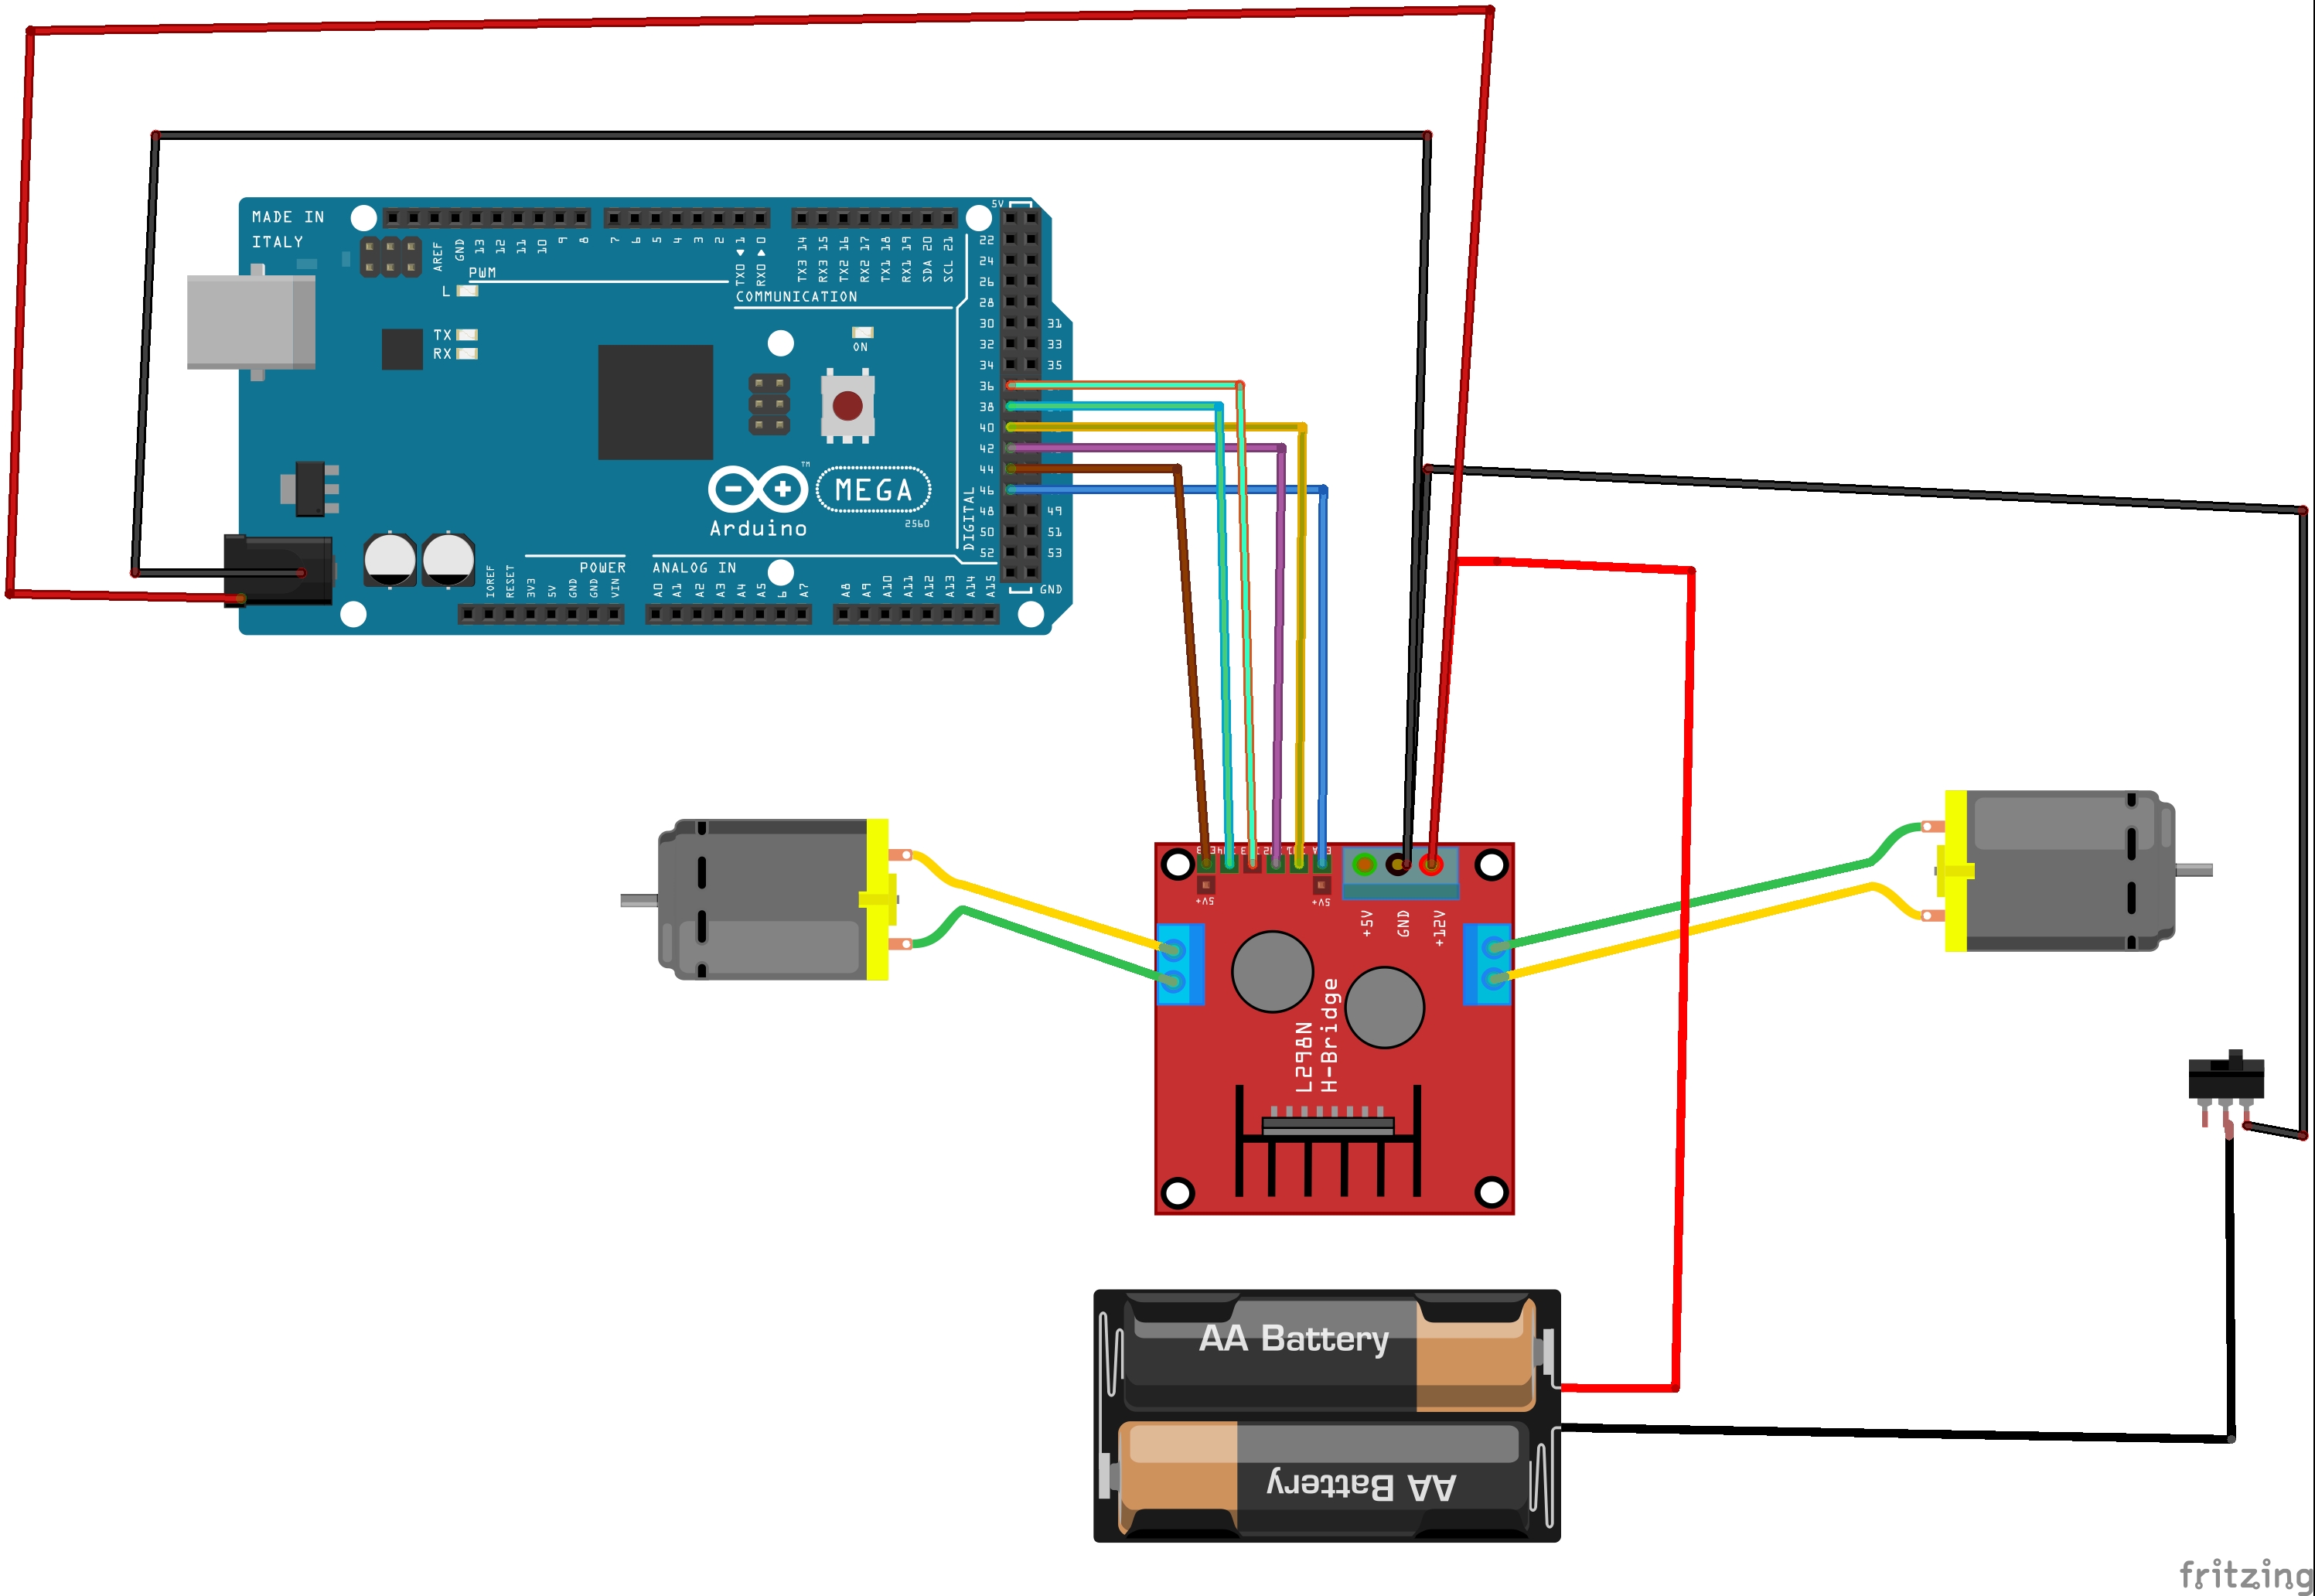 MADE IN
ITALY
AREF
GND
13
12
11
10
9
8
7
6
5
4
3
2
TX0 1
RX0 0
TX3 14
RX3 15
TX2 16
RX2 17
TX1 18
RX1 19
SDA 20
SCL 21
5V
PWM
L
COMMUNICATION
TX
RX
ON
22
24
26
28
30 31
32 33
34 35
36
38
40
42
44
46
48 49
50 51
52 53
DIGITAL
GND
TM
MEGA
2560
Arduino
POWER
ANALOG IN
IOREF
RESET
3V3
5V
GND
GND
VIN
A0
A1
A2
A3
A4
A5
6
A7
A8
A9
A10
A11
A12
A13
A14
A15
5V+
5V+
+5V
GND
+12V
L298N
H-Bridge
AA Battery
AA Battery
fritzing